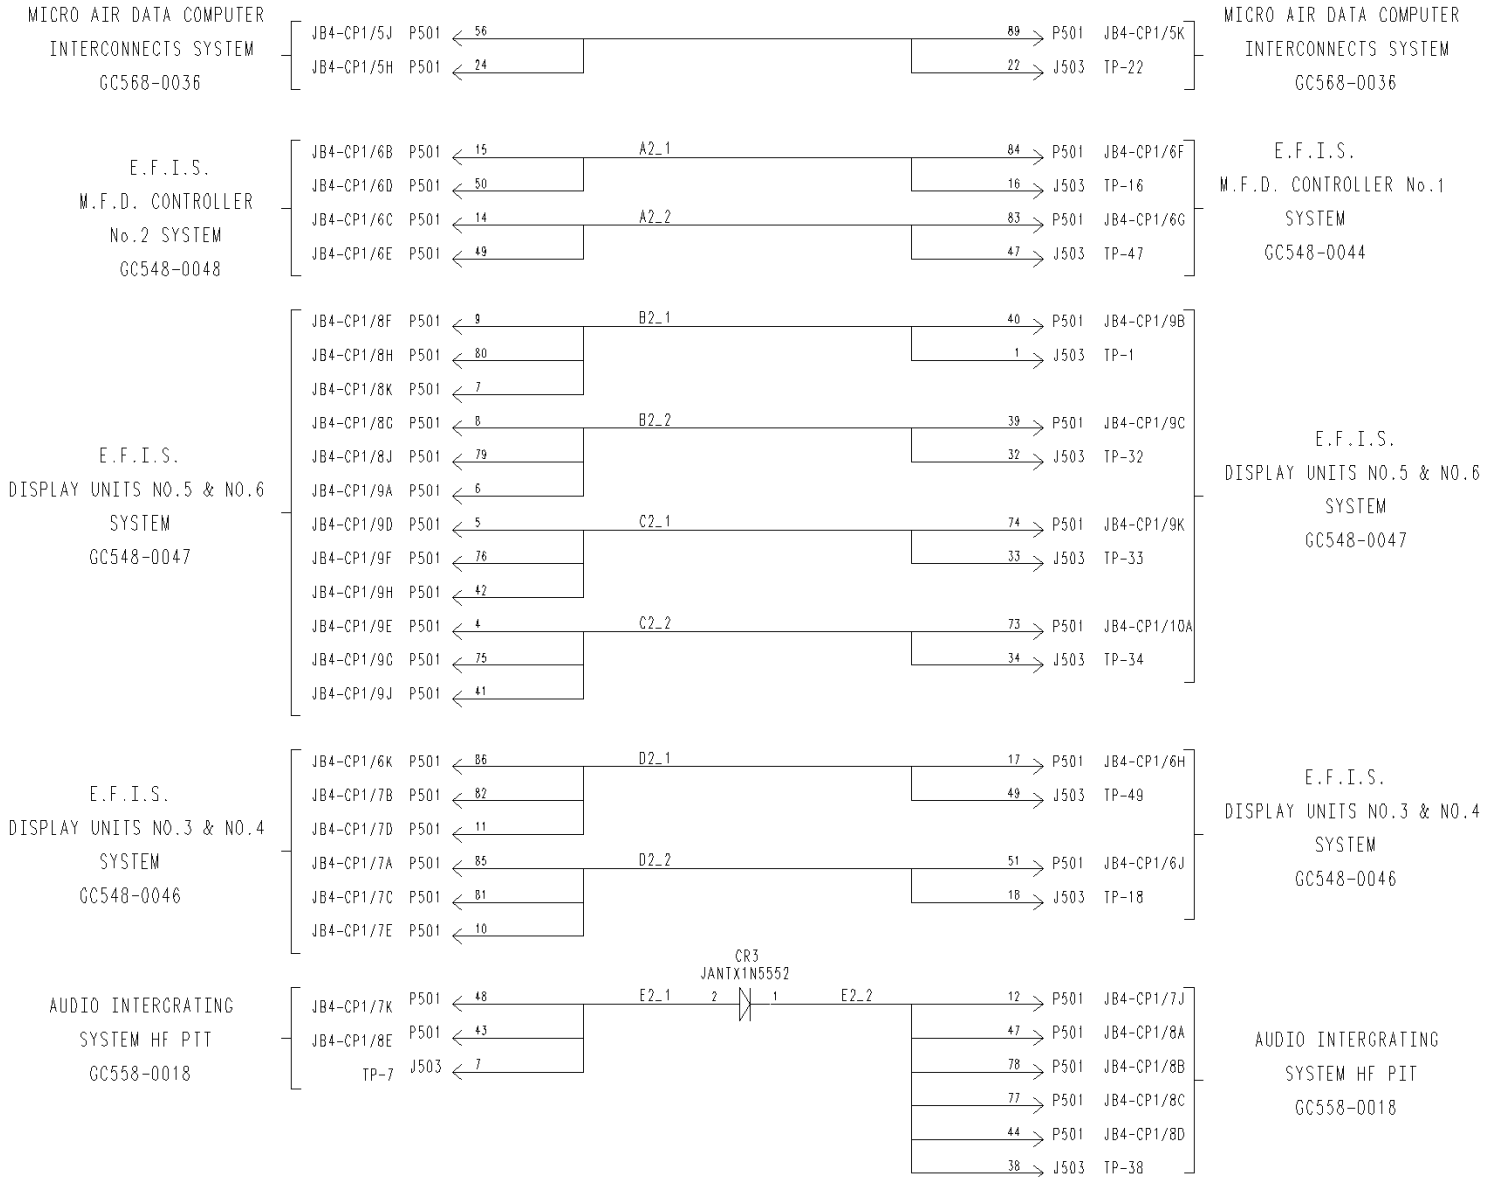 MICRO AIR DATA COMPUTER
INTERCONNECTS SYSTEM
GC568-0036
JB4-CP1/5J P501 56
JB4-CP1/5H P501 24
89 P501 JB4-CP1/5K
22 J503 TP-22
MICRO AIR DATA COMPUTER
INTERCONNECTS SYSTEM
GC568-0036
E.F.I.S.
M.F.D. CONTROLLER
No.2 SYSTEM
GC548-0048
JB4-CP1/6B P501 15
JB4-CP1/6D P501 50
JB4-CP1/6C P501 14
JB4-CP1/6E P501 49
A2_1
A2_2
84 P501 JB4-CP1/6F
16 J503 TP-16
83 P501 JB4-CP1/6G
47 J503 TP-47
E.F.I.S.
M.F.D. CONTROLLER No.1
SYSTEM
GC548-0044
E.F.I.S.
DISPLAY UNITS NO.5 & NO.6
SYSTEM
GC548-0047
JB4-CP1/8F P501 9
JB4-CP1/8H P501 80
JB4-CP1/8K P501 7
JB4-CP1/8G P501 8
JB4-CP1/8J P501 79
JB4-CP1/9A P501 6
JB4-CP1/9D P501 5
JB4-CP1/9F P501 76
JB4-CP1/9H P501 42
JB4-CP1/9E P501 4
JB4-CP1/9G P501 75
JB4-CP1/9J P501 41
B2_1
B2_2
C2_1
C2_2
40 P501 JB4-CP1/9B
1 J503 TP-1
39 P501 JB4-CP1/9C
32 J503 TP-32
74 P501 JB4-CP1/9K
33 J503 TP-33
73 P501 JB4-CP1/10A
34 J503 TP-34
E.F.I.S.
DISPLAY UNITS NO.5 & NO.6
SYSTEM
GC548-0047
E.F.I.S.
DISPLAY UNITS NO.3 & NO.4
SYSTEM
GC548-0046
JB4-CP1/6K P501 86
JB4-CP1/7B P501 82
JB4-CP1/7D P501 11
JB4-CP1/7A P501 85
JB4-CP1/7C P501 81
JB4-CP1/7E P501 10
D2_1
D2_2
17 P501 JB4-CP1/6H
49 J503 TP-49
51 P501 JB4-CP1/6J
18 J503 TP-18
E.F.I.S.
DISPLAY UNITS NO.3 & NO.4
SYSTEM
GC548-0046
AUDIO INTERGRATING
SYSTEM HF PTT
GC558-0018
JB4-CP1/7K P501 48
JB4-CP1/8E P501 43
TP-7 J503 7
CR3
JANTX1N5552
E2_1 2 1 E2_2
12 P501 JB4-CP1/7J
47 P501 JB4-CP1/8A
78 P501 JB4-CP1/8B
77 P501 JB4-CP1/8C
44 P501 JB4-CP1/8D
38 J503 TP-38
AUDIO INTERGRATING
SYSTEM HF PIT
GC558-0018